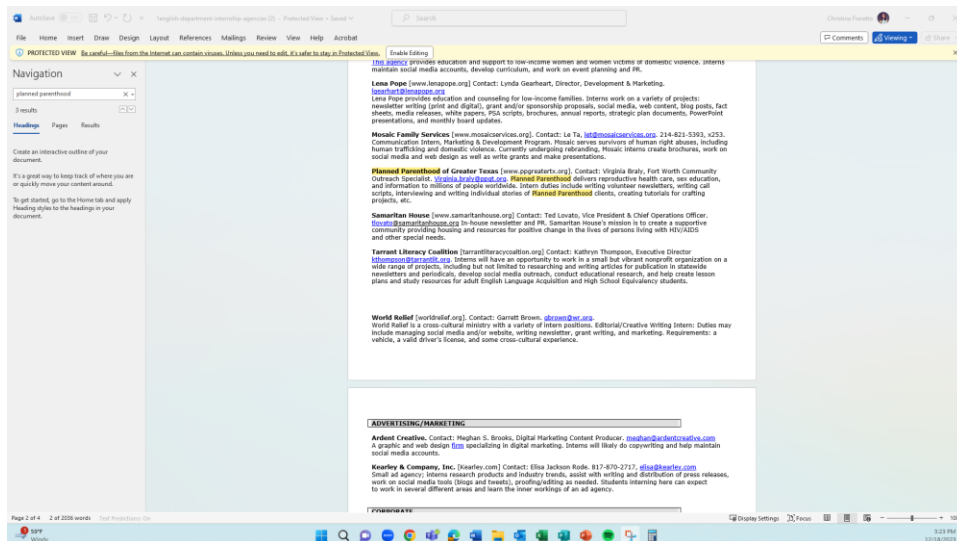 AutoSave
english-department-internship-agencies (2) - Protected View • Saved
Search
Christina
File Home Insert Draw Design Layout References Mailings Review View Help Acrobat
Comments
Viewing
Share
PROTECTED VIEW Be careful—files from the Internet can contain viruses. Unless you need to edit, it's safer to stay in Protected View. Enable Editing
Navigation
planned parenthood
3 results
Headings Pages Results
Create an interactive outline of your
document.
It's a great way to keep track of where you are
or quickly move your content around.
To get started, go to the Home tab and apply
Heading styles to the headings in your
document.
This agency provides education and support to low-income women and women victims of domestic violence. Interns
maintain social media accounts, develop curriculum, and work on event planning and PR.
Lena Pope [www.lenapope.org] Contact: Lynda Gearheart, Director, Development & Marketing.
lgearhart@lenapope.org
Lena Pope provides education and counseling for low-income families. Interns work on a variety of projects:
newsletter writing (print and digital), grant and/or sponsorship proposals, social media, web content, blog posts, fact
sheets, media releases, white papers, PSA scripts, brochures, annual reports, strategic plan documents, PowerPoint
presentations, and monthly board updates.
Mosaic Family Services [www.mosaicservices.org]. Contact: Le Ta, let@mosaicservices.org. 214-821-5393, x253.
Communication Intern, Marketing & Development Program. Mosaic serves survivors of human right abuses, including
human trafficking and domestic violence. Currently undergoing rebranding, Mosaic interns create brochures, work on
social media and web design as well as write grants and make presentations.
Planned Parenthood of Greater Texas [www.ppgreatertx.org]. Contact: Virginia Braly, Fort Worth Community
Outreach Specialist. Virginia.braly@ppgt.org. Planned Parenthood delivers reproductive health care, sex education,
and information to millions of people worldwide. Intern duties include writing volunteer newsletters, writing call
scripts, interviewing and writing individual stories of Planned Parenthood clients, creating tutorials for crafting
projects, etc.
Samaritan House [www.samaritanhouse.org] Contact: Ted Lovato, Vice President & Chief Operations Officer.
tlovato@samaritanhouse.org In-house newsletter and PR. Samaritan House's mission is to create a supportive
community providing housing and resources for positive change in the lives of persons living with HIV/AIDS
and other special needs.
Tarrant Literacy Coalition [tarrantliteracycoalition.org] Contact: Kathryn Thompson, Executive Director
kthompson@tarrantlit.org. Interns will have an opportunity to work in a small but vibrant nonprofit organization on a
wide range of projects, including but not limited to researching and writing articles for publication in statewide
newsletters and periodicals, develop social media outreach, conduct educational research, and help create lesson
plans and study resources for adult English Language Acquisition and High School Equivalency students.
World Relief [worldrelief.org]. Contact: Garrett Brown. gbrown@wr.org.
World Relief is a cross-cultural ministry with a variety of intern positions. Editorial/Creative Writing Intern: Duties may
include managing social media and/or website, writing newsletter, grant writing, and marketing. Requirements: a
vehicle, a valid driver's license, and some cross-cultural experience.
ADVERTISING/MARKETING
Ardent Creative. Contact: Meghan S. Brooks, Digital Marketing Content Producer. meghan@ardentcreative.com
A graphic and web design firm specializing in digital marketing. Interns will likely do copywriting and help maintain
social media accounts.
Kearley & Company, Inc. [Kearley.com] Contact: Elisa Jackson Rode. 817-870-2717, elisa@kearley.com
Small ad agency; interns research products and industry trends, assist with writing and distribution of press releases,
work on social media tools (blogs and tweets), proofing/editing as needed. Students interning here can expect
to work in several different areas and learn the inner workings of an ad agency.
CORPORATE
Page 2 of 4 2 of 2036 words Text Predictions: On
Display Settings Focus
59°F
Windy
3:23 PM